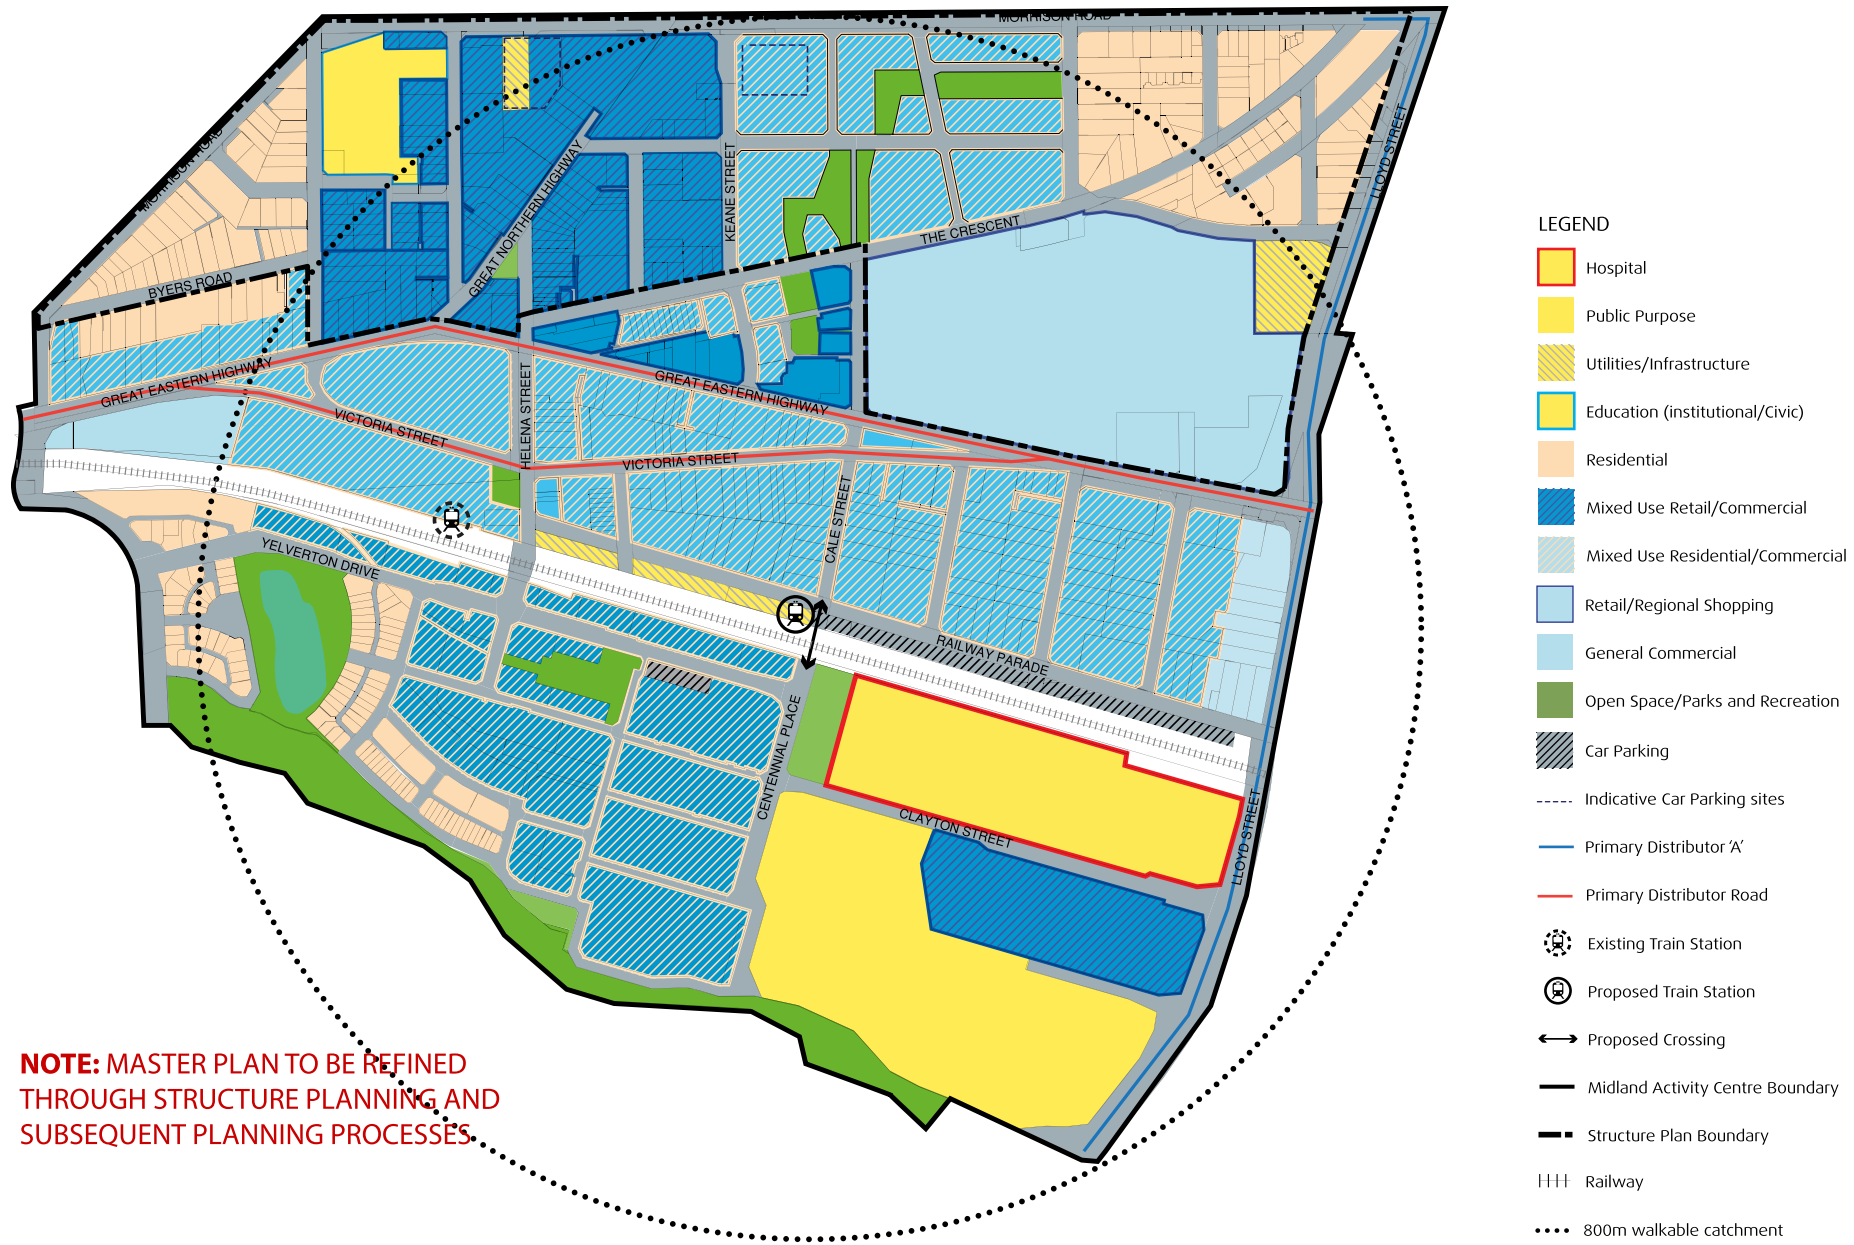 MORRISON ROAD
MORRISON ROAD
LLOYD STREET
KEANE STREET
GREAT NORTHERN HIGHWAY
THE CRESCENT
BYERS ROAD
GREAT EASTERN HIGHWAY
GREAT EASTERN HIGHWAY
HELENA STREET
VICTORIA STREET
VICTORIA STREET
CALE STREET
YELVERTON DRIVE
RAILWAY PARADE
CENTENNIAL PLACE
CLAYTON STREET
LLOYD STREET
NOTE: MASTER PLAN TO BE REFINED
THROUGH STRUCTURE PLANNING AND
SUBSEQUENT PLANNING PROCESSES
LEGEND
Hospital
Public Purpose
Utilities/Infrastructure
Education (institutional/Civic)
Residential
Mixed Use Retail/Commercial
Mixed Use Residential/Commercial
Retail/Regional Shopping
General Commercial
Open Space/Parks and Recreation
Car Parking
Indicative Car Parking sites
Primary Distributor ‘A’
Primary Distributor Road
Existing Train Station
Proposed Train Station
Proposed Crossing
Midland Activity Centre Boundary
Structure Plan Boundary
Railway
800m walkable catchment